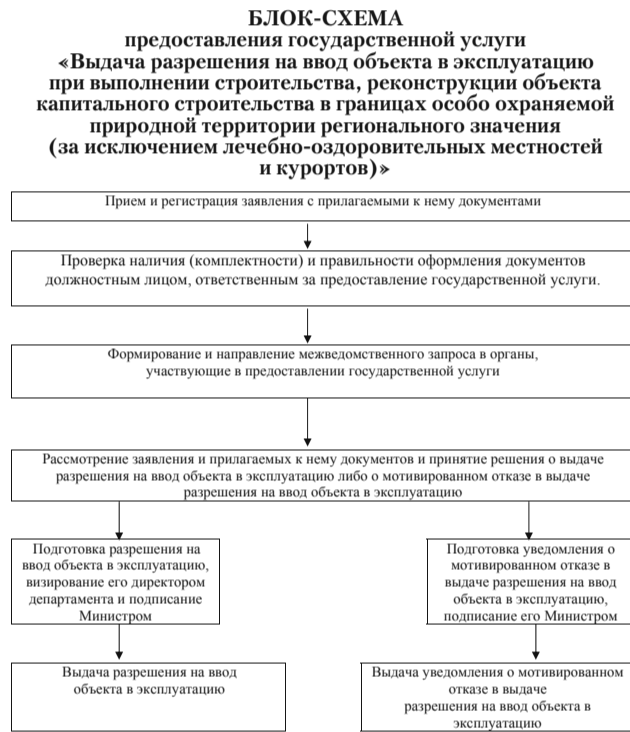 БЛОК-СХЕМА
предоставления государственной услуги
«Выдача разрешения на ввод объекта в эксплуатацию
при выполнении строительства, реконструкции объекта
капитального строительства в границах особо охраняемой
природной территории регионального значения
(за исключением лечебно-оздоровительных местностей
и курортов)»
Прием и регистрация заявления с прилагаемыми к нему документами
Проверка наличия (комплектности) и правильности оформления документов
должностным лицом, ответственным за предоставление государственной услуги.
Формирование и направление межведомственного запроса в органы,
участвующие в предоставлении государственной услуги
Рассмотрение заявления и прилагаемых к нему документов и принятие решения о выдаче
разрешения на ввод объекта в эксплуатацию либо о мотивированном отказе в выдаче
разрешения на ввод объекта в эксплуатацию
Подготовка разрешения на
ввод объекта в эксплуатацию,
визирование его директором
департамента и подписание
Министром
Подготовка уведомления о
мотивированном отказе в
выдаче разрешения на ввод
объекта в эксплуатацию,
подписание его Министром
Выдача разрешения на ввод
объекта в эксплуатацию
Выдача уведомления о мотивированном
отказе в выдаче
разрешения на ввод объекта в
эксплуатацию